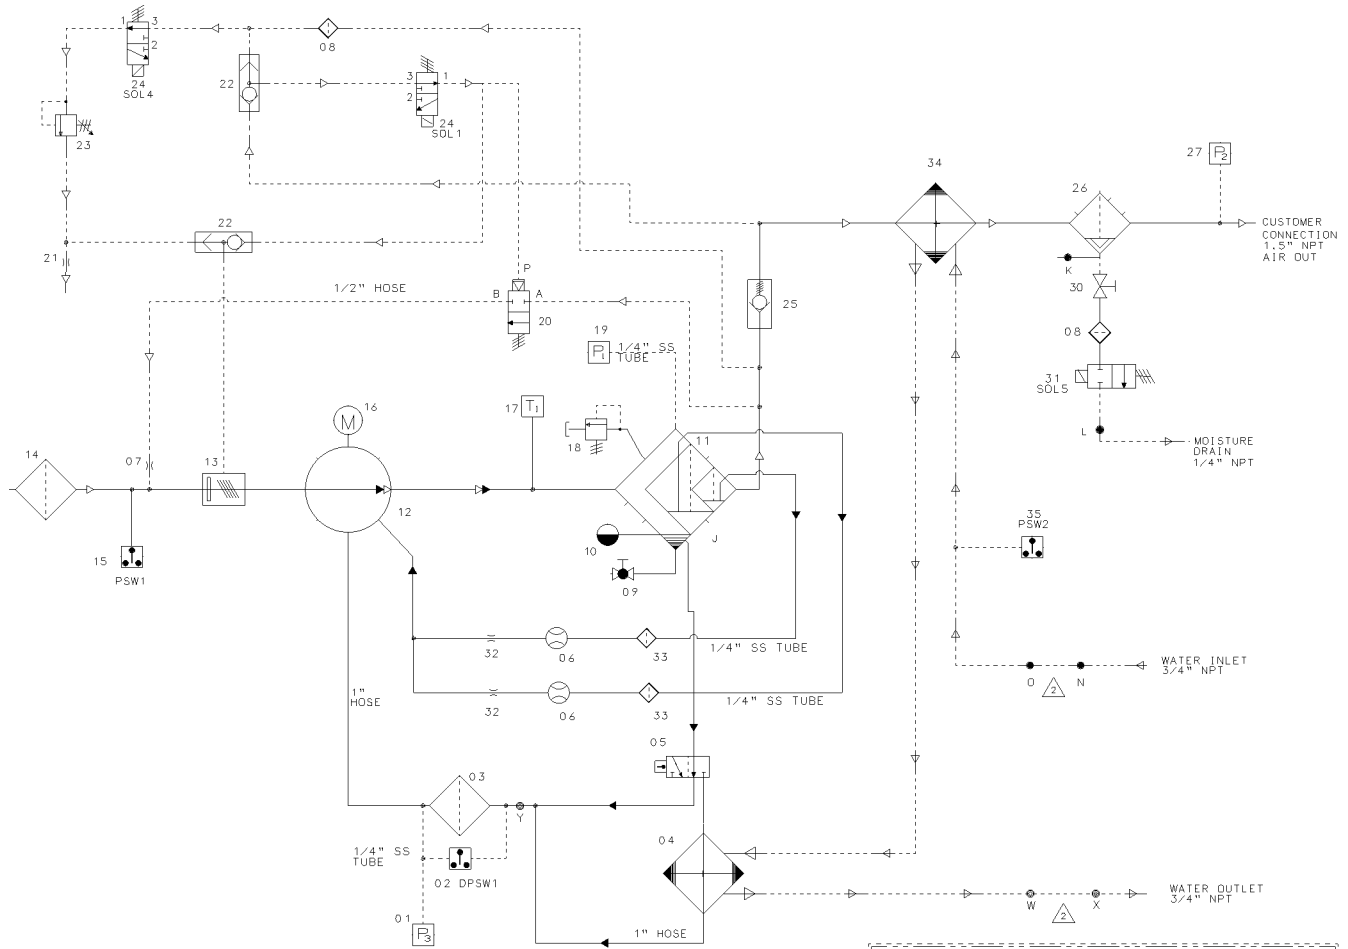 1 3
2
24
SOL4
08
22
3 1
2
24
SOL1
23
27 P2
34
26
22
CUSTOMER
CONNECTION
1.5" NPT
AIR OUT
21
K
30
P
1/2" HOSE
B A
20
25
19
P1 1/4" SS
TUBE
08
31
SOL5
16
M
17 T1
18
11
L
MOISTURE
DRAIN
1/4" NPT
14
07
13
12
35
PSW2
10
J
15
PSW1
09
32
06
33
1/4" SS TUBE
WATER INLET
3/4" NPT
O
2
N
1"
HOSE
32
06
33
1/4" SS TUBE
05
03
Y
04
1/4" SS
TUBE
02 DPSW1
WATER OUTLET
3/4" NPT
W
2
X
01
P3
1" HOSE